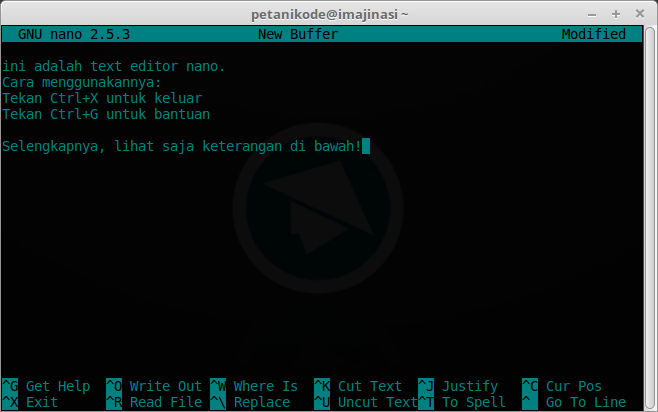 petanikode@imajinasi ~
GNU nano 2.5.3 New Buffer Modified
ini adalah text editor nano.
Cara menggunakannya:
Tekan Ctrl+X untuk keluar
Tekan Ctrl+G untuk bantuan
Selengkapnya, lihat saja keterangan di bawah!
^G Get Help ^O Write Out ^W Where Is ^K Cut Text ^J Justify ^C Cur Pos
^X Exit ^R Read File ^\ Replace ^U Uncut Text ^T To Spell ^_ Go To Line